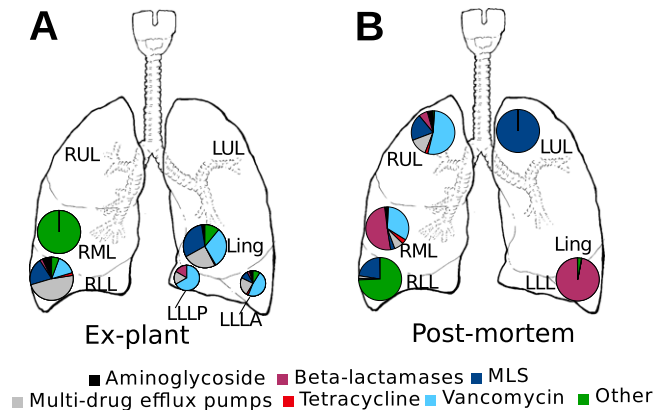 A
B
RUL
LUL
RML
RLL
Ling
LLLP
LLLA
Ex-plant
RUL
LUL
RML
RLL
Ling
LLL
Post-mortem
Aminoglycoside Beta-lactamases MLS
Multi-drug efflux pumps Tetracycline Vancomycin Other